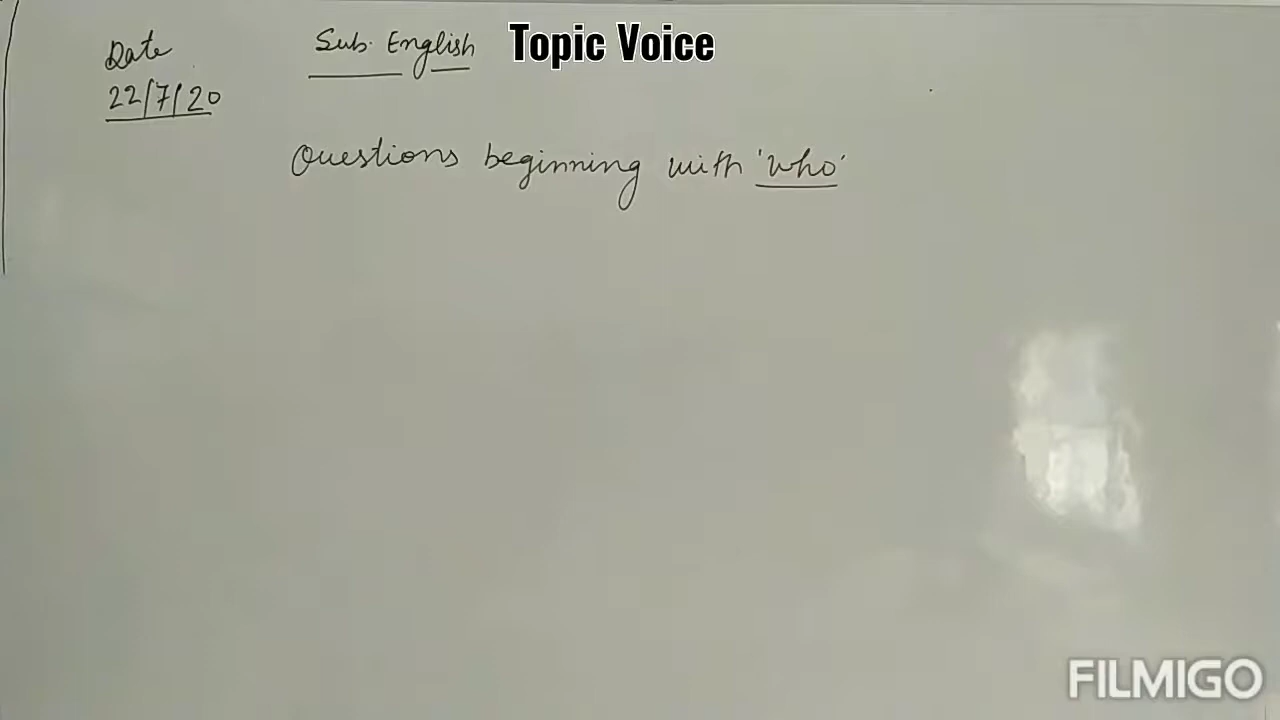 Date
22/7/20
Sub. English
Topic Voice
Questions beginning with 'who'
FILMIGO